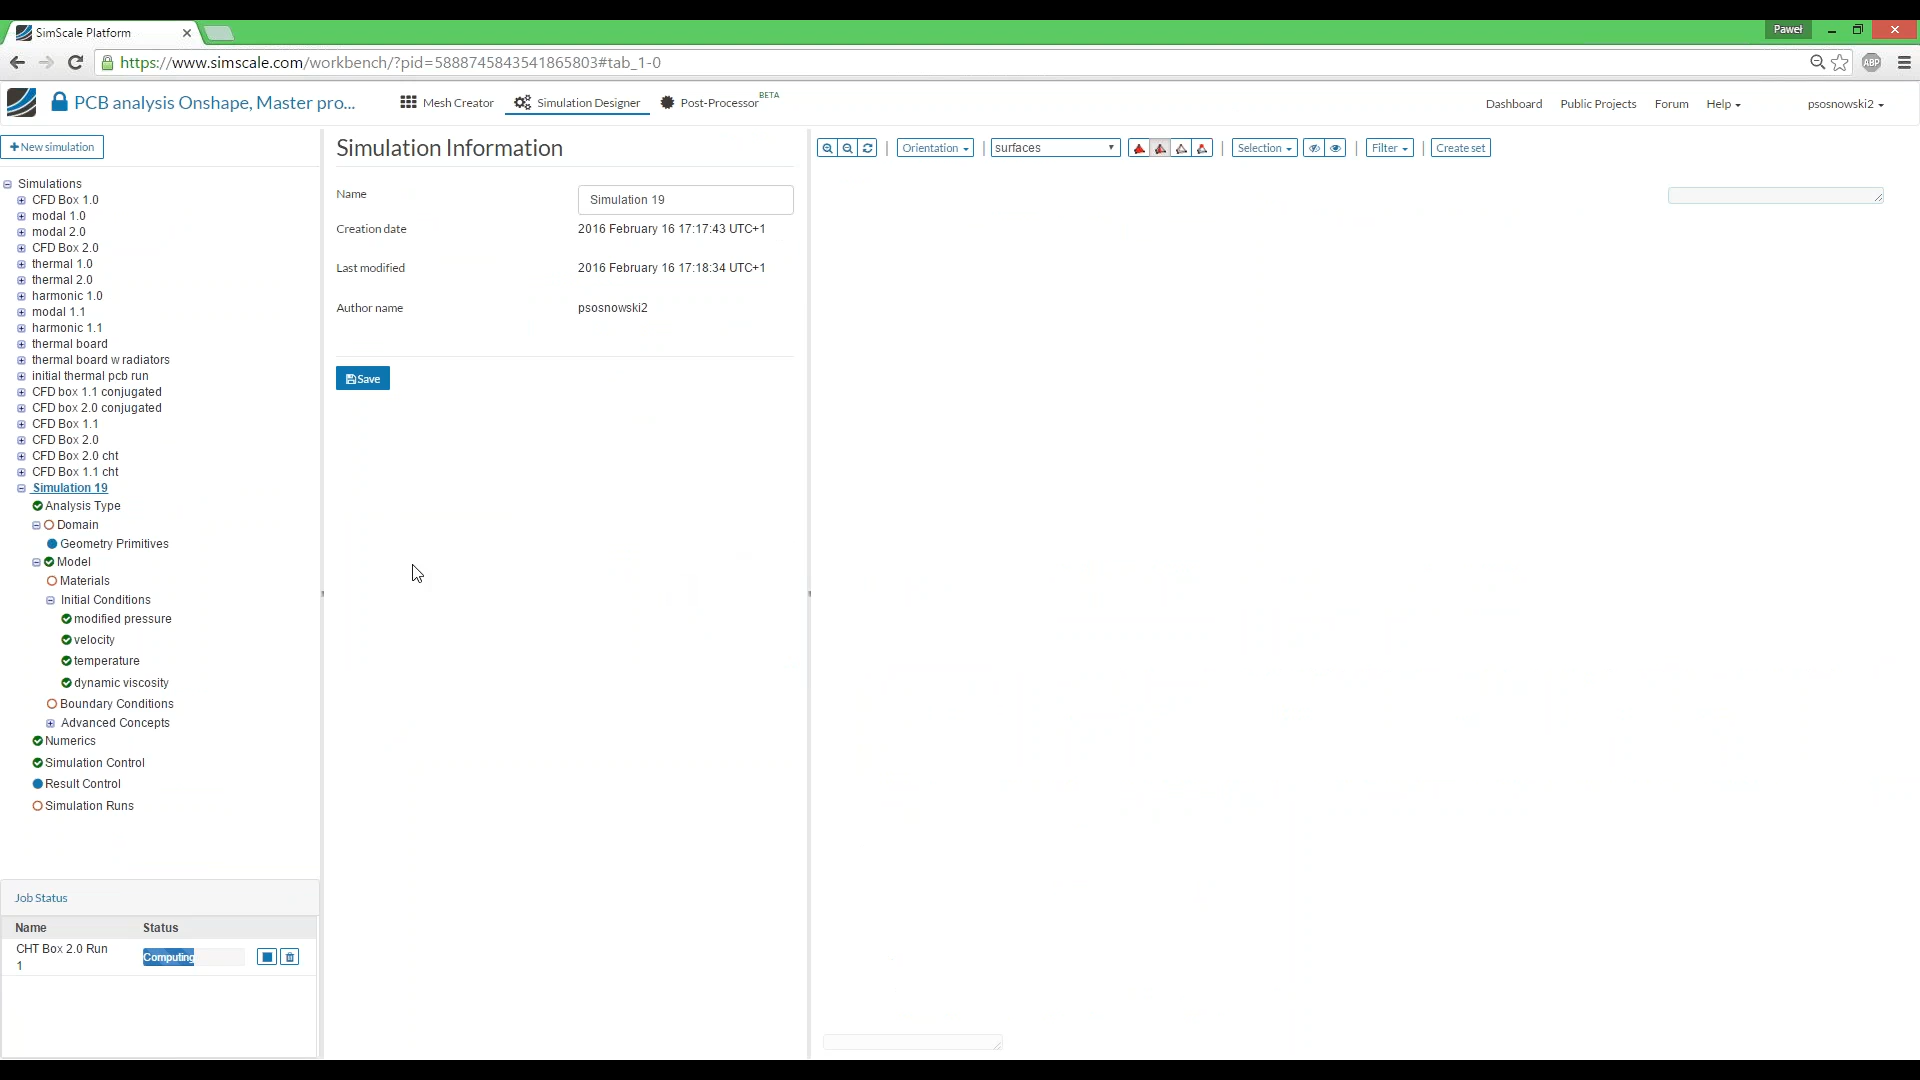 SimScale Platform
Paweł
https://www.simscale.com/workbench/?pid=5888745843541865803#tab_1-0
ABP
PCB analysis Onshape, Master pro...
Mesh Creator
Simulation Designer
Post-Processor BETA
Dashboard
Public Projects
Forum
Help
psosnowski2
New simulation
Simulations
CFD Box 1.0
modal 1.0
modal 2.0
CFD Box 2.0
thermal 1.0
thermal 2.0
harmonic 1.0
modal 1.1
harmonic 1.1
thermal board
thermal board w radiators
initial thermal pcb run
CFD box 1.1 conjugated
CFD box 2.0 conjugated
CFD Box 1.1
CFD Box 2.0
CFD Box 2.0 cht
CFD Box 1.1 cht
Simulation 19
Analysis Type
Domain
Geometry Primitives
Model
Materials
Initial Conditions
modified pressure
velocity
temperature
dynamic viscosity
Boundary Conditions
Advanced Concepts
Numerics
Simulation Control
Result Control
Simulation Runs
Job Status
Name Status
CHT Box 2.0 Run
1
Computing
Simulation Information
Name Simulation 19
Creation date 2016 February 16 17:17:43 UTC+1
Last modified 2016 February 16 17:18:34 UTC+1
Author name psosnowski2
Save
Orientation
surfaces
Selection
Filter
Create set